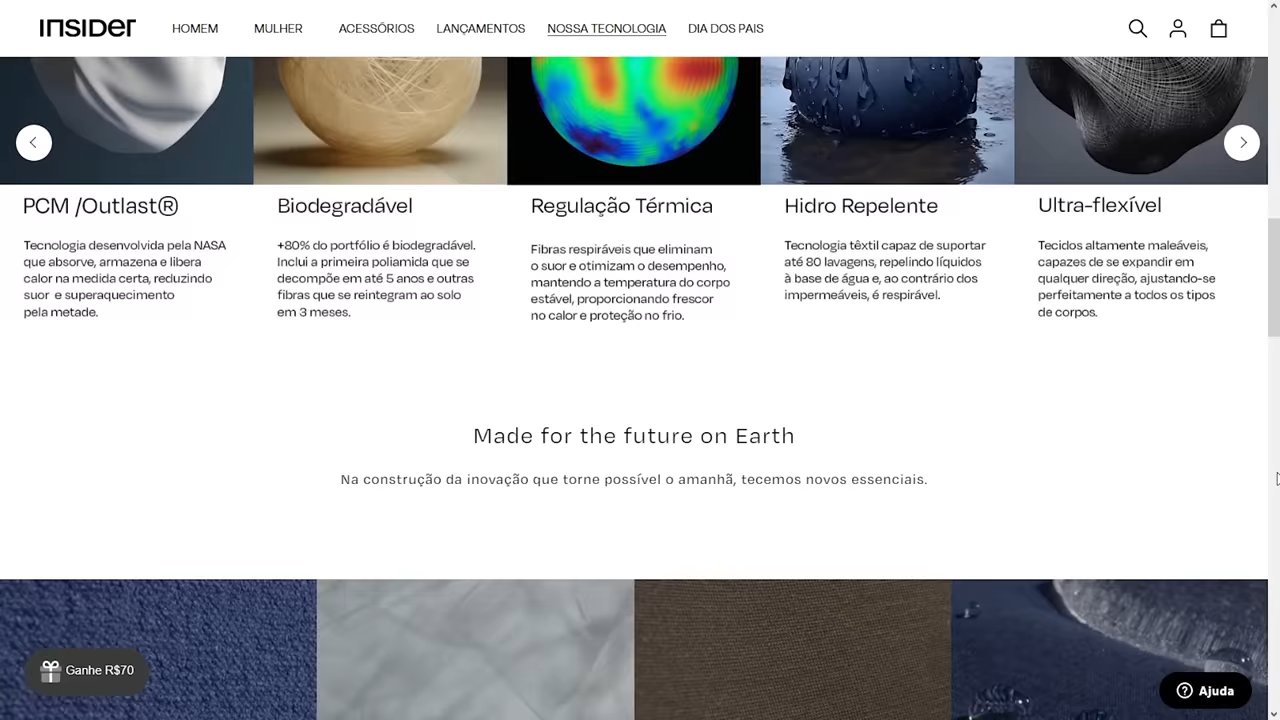 INSIDER
HOMEM MULHER ACESSÓRIOS LANÇAMENTOS NOSSA TECNOLOGIA DIA DOS PAIS
PCM /Outlast®
Tecnologia desenvolvida pela NASA
que absorve, armazena e libera
calor na medida certa, reduzindo
suor e superaquecimento
pela metade.
Biodegradável
+80% do portfólio é biodegradável.
Inclui a primeira poliamida que se
decompõe em até 5 anos e outras
fibras que se reintegram ao solo
em 3 meses.
Regulação Térmica
Fibras respiráveis que eliminam
o suor e otimizam o desempenho,
mantendo a temperatura do corpo
estável, proporcionando frescor
no calor e proteção no frio.
Hidro Repelente
Tecnologia têxtil capaz de suportar
até 80 lavagens, repelindo líquidos
à base de água e, ao contrário dos
impermeáveis, é respirável.
Ultra-flexível
Tecidos altamente maleáveis,
capazes de se expandir em
qualquer direção, ajustando-se
perfeitamente a todos os tipos
de corpos.
Made for the future on Earth
Na construção da inovação que torne possível o amanhã, tecemos novos essenciais.
Ganhe R$70
Ajuda